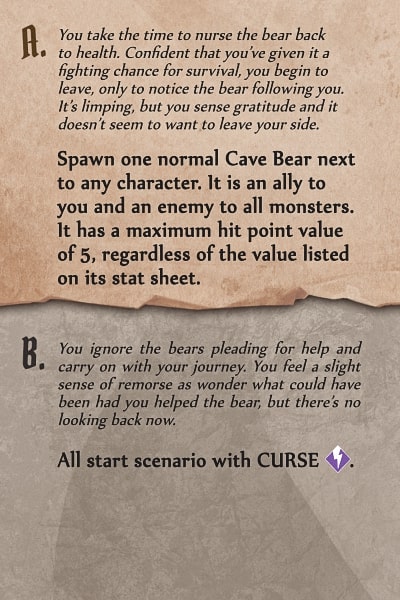 A. You take the time to nurse the bear back
to health. Confident that you've given it a
fighting chance for survival, you begin to
leave, only to notice the bear following you.
It's limping, but you sense gratitude and it
doesn't seem to want to leave your side.
Spawn one normal Cave Bear next
to any character. It is an ally to
you and an enemy to all monsters.
It has a maximum hit point value
of 5, regardless of the value listed
on its stat sheet.
B. You ignore the bears pleading for help and
carry on with your journey. You feel a slight
sense of remorse as wonder what could have
been had you helped the bear, but there's no
looking back now.
All start scenario with CURSE .